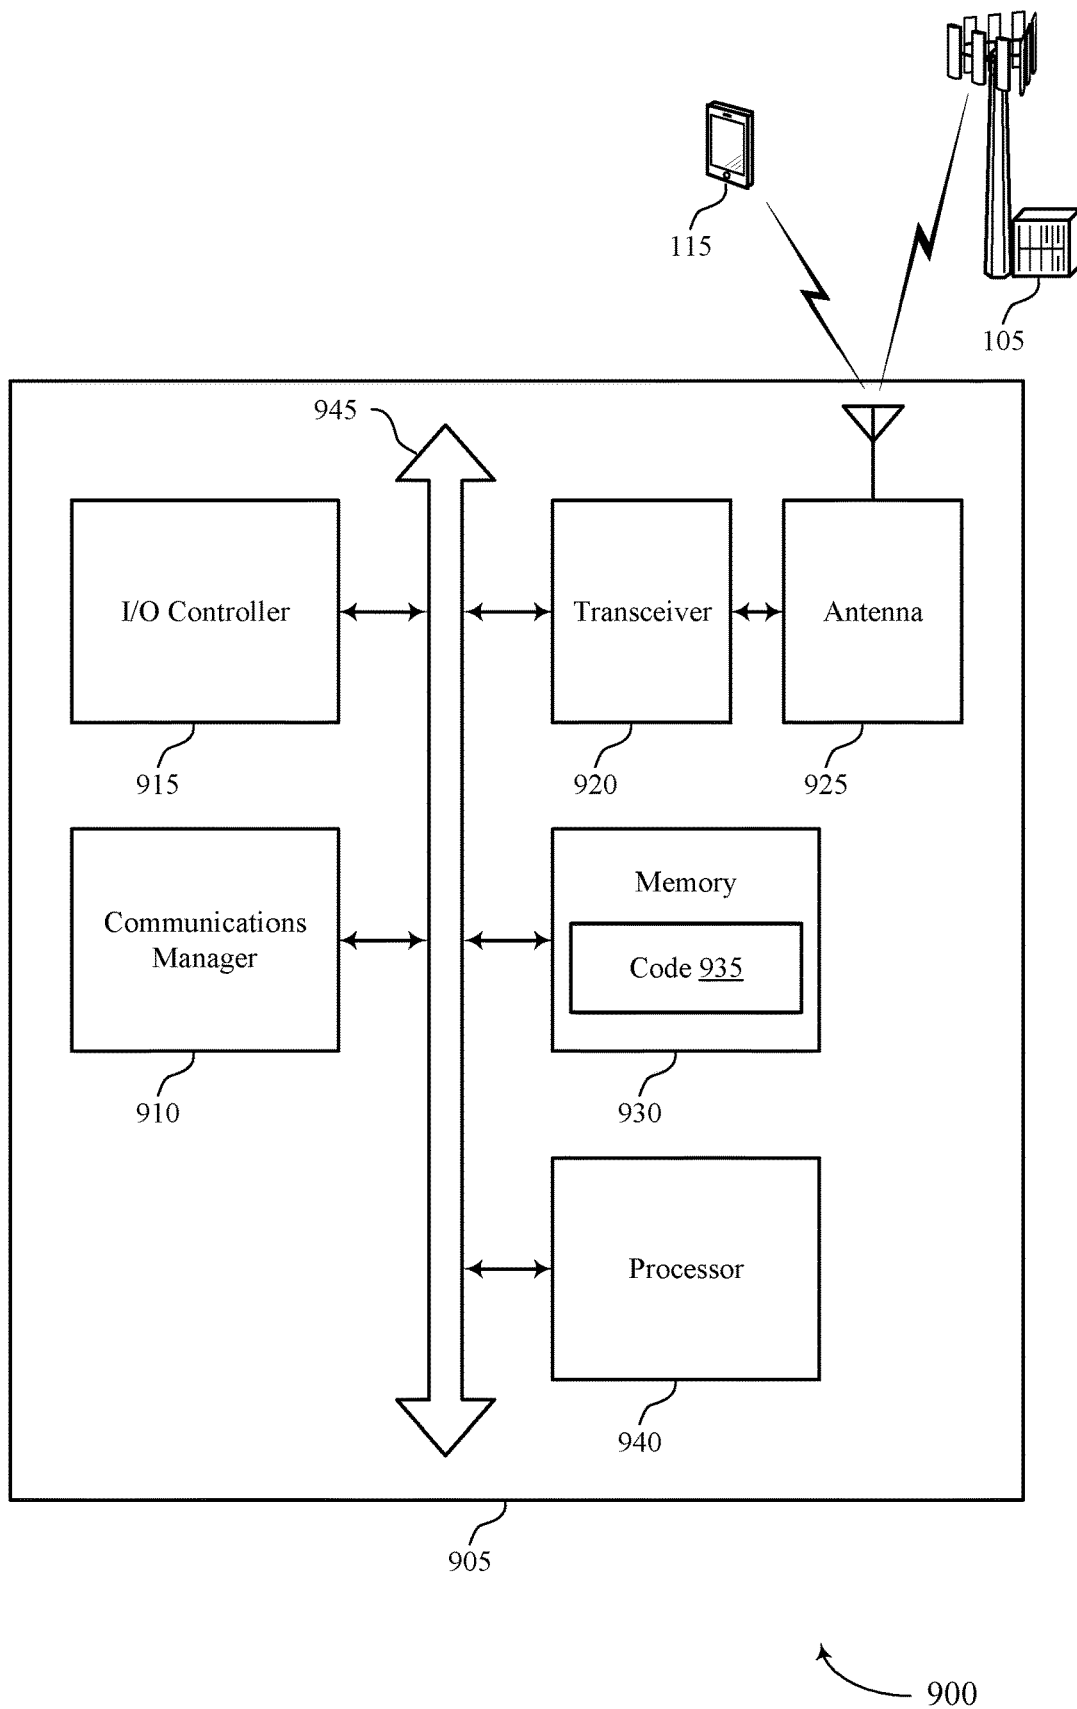 115
105
945
I/O Controller
Transceiver
Antenna
915
920
925
Communications
Manager
Memory
Code 935
910
930
Processor
940
905
900